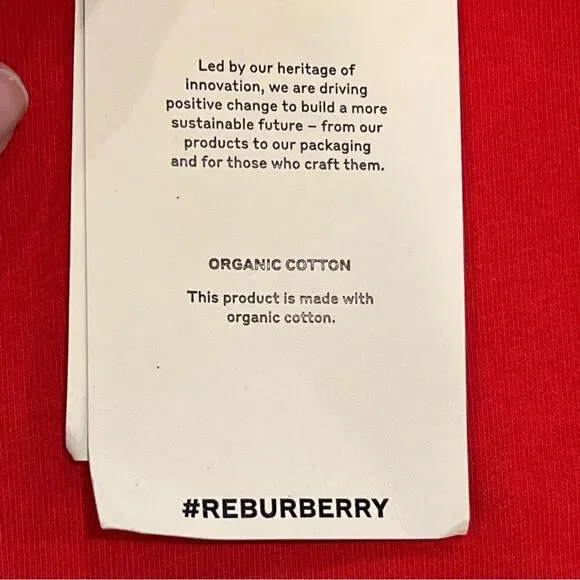 Led by our heritage of
innovation, we are driving
positive change to build a more
sustainable future – from our
products to our packaging
and for those who craft them.
ORGANIC COTTON
This product is made with
organic cotton.
#REBURBERRY